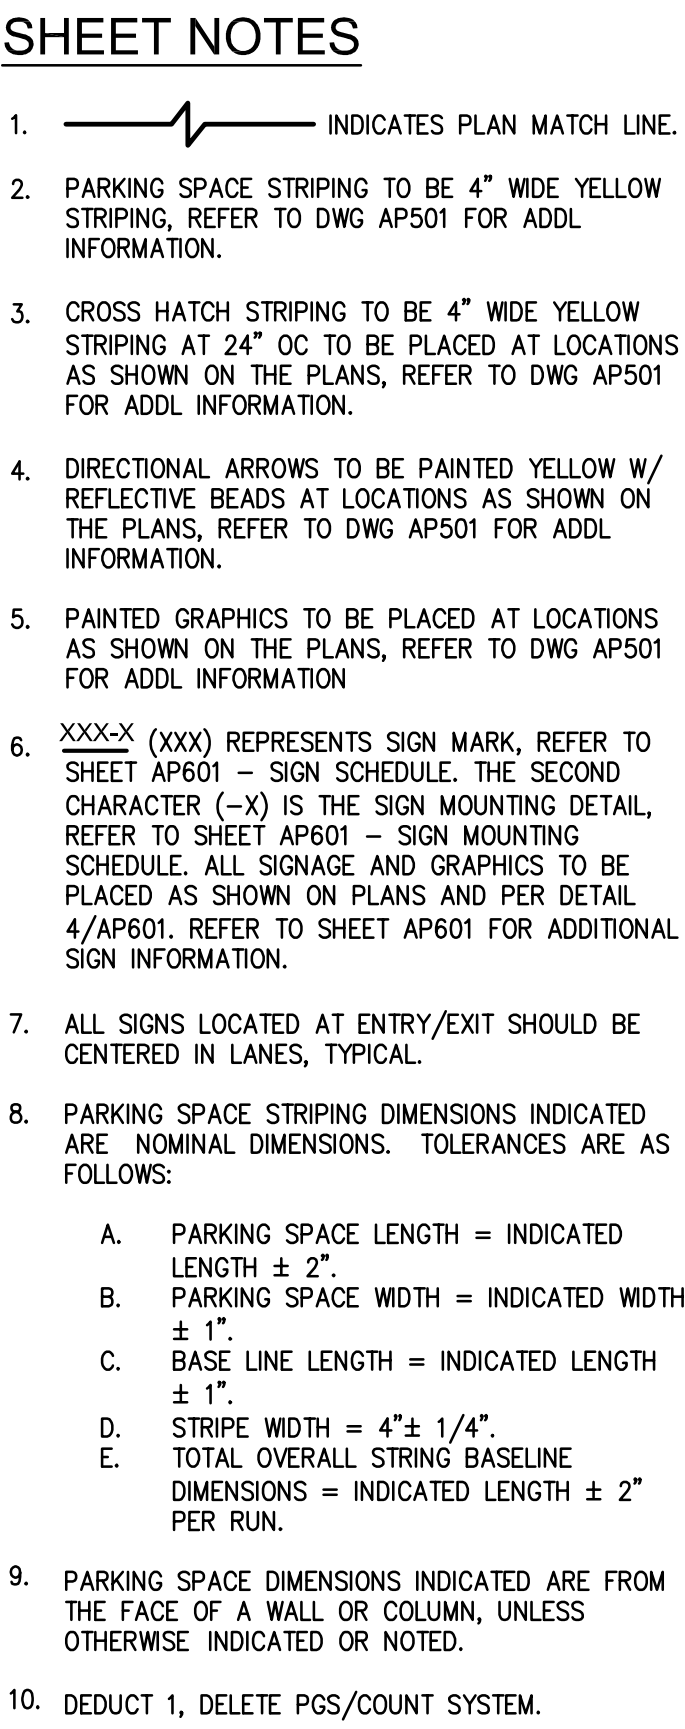 SHEET NOTES
1. INDICATES PLAN MATCH LINE.
2. PARKING SPACE STRIPING TO BE 4" WIDE YELLOW
STRIPING, REFER TO DWG AP501 FOR ADDL
INFORMATION.
3. CROSS HATCH STRIPING TO BE 4" WIDE YELLOW
STRIPING AT 24" OC TO BE PLACED AT LOCATIONS
AS SHOWN ON THE PLANS, REFER TO DWG AP501
FOR ADDL INFORMATION.
4. DIRECTIONAL ARROWS TO BE PAINTED YELLOW W/
REFLECTIVE BEADS AT LOCATIONS AS SHOWN ON
THE PLANS, REFER TO DWG AP501 FOR ADDL
INFORMATION.
5. PAINTED GRAPHICS TO BE PLACED AT LOCATIONS
AS SHOWN ON THE PLANS, REFER TO DWG AP501
FOR ADDL INFORMATION
6. XXX-X (XXX) REPRESENTS SIGN MARK, REFER TO
SHEET AP601 – SIGN SCHEDULE. THE SECOND
CHARACTER (–X) IS THE SIGN MOUNTING DETAIL,
REFER TO SHEET AP601 – SIGN MOUNTING
SCHEDULE. ALL SIGNAGE AND GRAPHICS TO BE
PLACED AS SHOWN ON PLANS AND PER DETAIL
4/AP601. REFER TO SHEET AP601 FOR ADDITIONAL
SIGN INFORMATION.
7. ALL SIGNS LOCATED AT ENTRY/EXIT SHOULD BE
CENTERED IN LANES, TYPICAL.
8. PARKING SPACE STRIPING DIMENSIONS INDICATED
ARE NOMINAL DIMENSIONS. TOLERANCES ARE AS
FOLLOWS:
A. PARKING SPACE LENGTH = INDICATED
LENGTH ± 2".
B. PARKING SPACE WIDTH = INDICATED WIDTH
± 1".
C. BASE LINE LENGTH = INDICATED LENGTH
± 1".
D. STRIPE WIDTH = 4"± 1/4".
E. TOTAL OVERALL STRING BASELINE
DIMENSIONS = INDICATED LENGTH ± 2"
PER RUN.
9. PARKING SPACE DIMENSIONS INDICATED ARE FROM
THE FACE OF A WALL OR COLUMN, UNLESS
OTHERWISE INDICATED OR NOTED.
10. DEDUCT 1, DELETE PGS/COUNT SYSTEM.